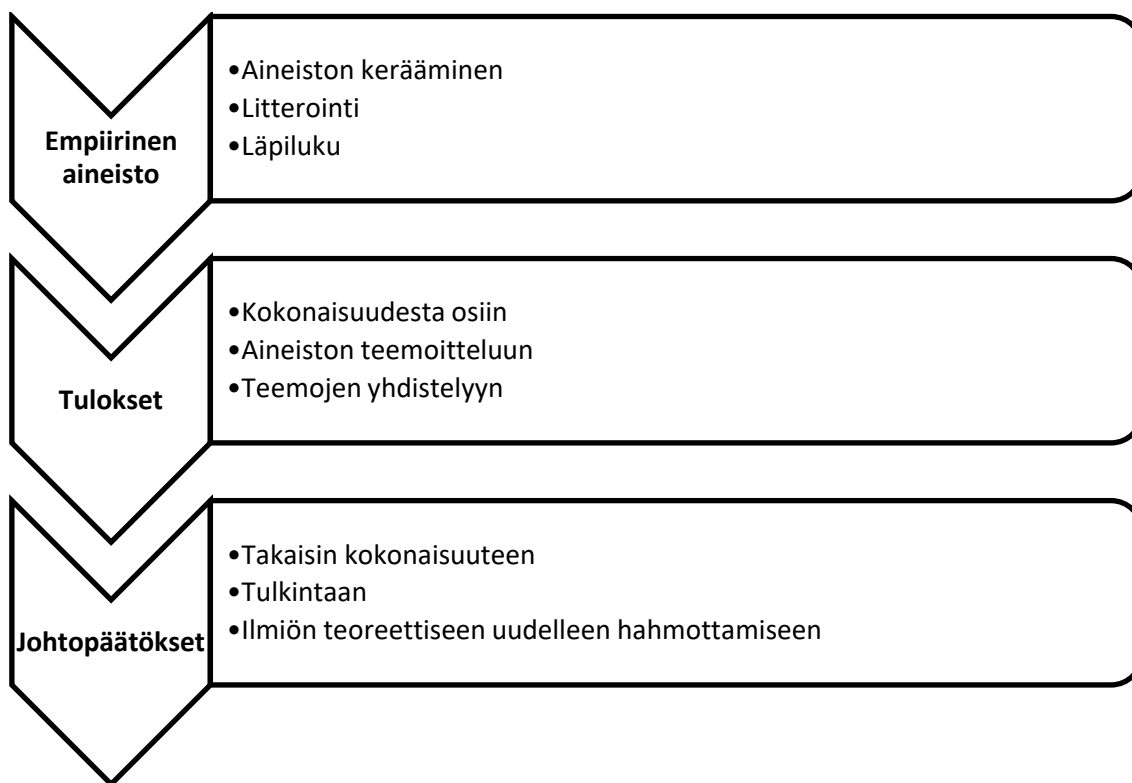 Empiirinen
aineisto
•Aineiston kerääminen
•Litterointi
•Läpiluku
Tulokset
•Kokonaisuudesta osiin
•Aineiston teemoitteluun
•Teemojen yhdistelyyn
Johtopäätökset
•Takaisin kokonaisuuteen
•Tulkintaan
•Ilmiön teoreettiseen uudelleen hahmottamiseen